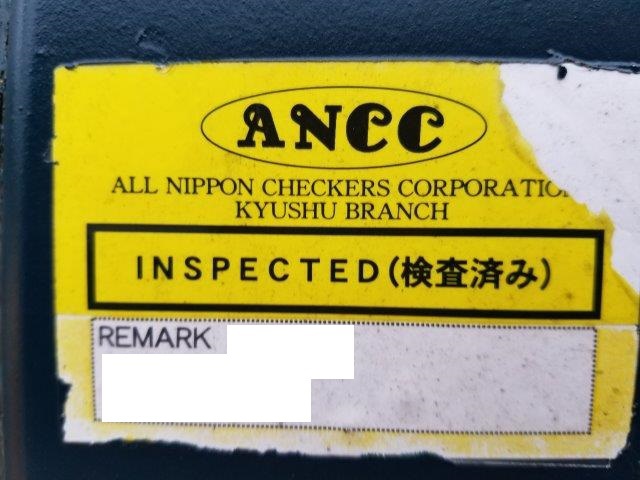 ANCC
ALL NIPPON CHECKERS CORPORATIO
KYUSHU BRANCH
INSPECTED(検査済み)
REMARK